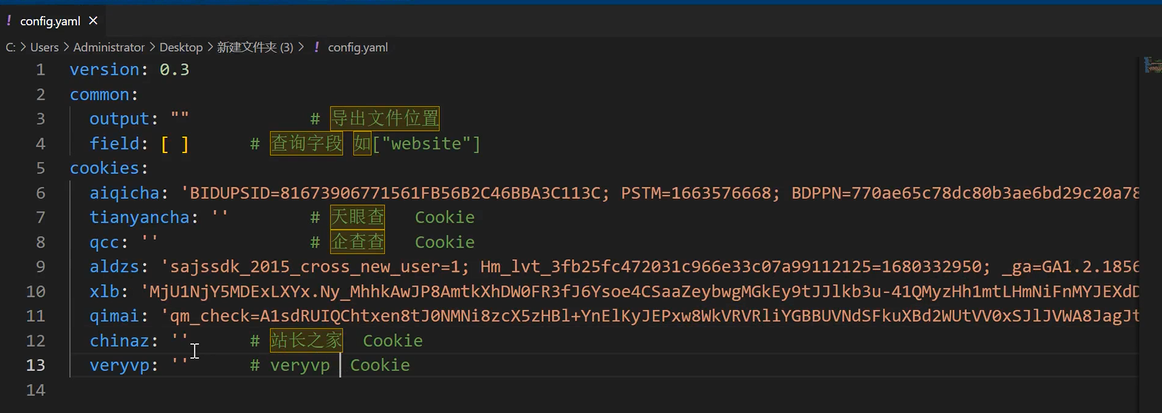 ! config.yaml ×
C: > Users > Administrator > Desktop > 新建文件夹 (3) > ! config.yaml
1 version: 0.3
2 common:
3 output: "" # 导出文件位置
4 field: [ ] # 查询字段 如["website"]
5 cookies:
6 aiqicha: 'BIDUPSID=81673906771561FB56B2C46BBA3C113C; PSTM=1663576668; BDPPN=770ae65c78dc80b3ae6bd29c20a78
7 tianyancha: '' # 天眼查 Cookie
8 qcc: '' # 企查查 Cookie
9 aldzs: 'sajssdk_2015_cross_new_user=1; Hm_lvt_3fb25fc472031c966e33c07a99112125=1680332950; _ga=GA1.2.1856
10 xlb: 'MjU1NjY5MDExLXYx.Ny_MhhkAwJP8AmtkXhDW0FR3fJ6Ysoe4CSaaZeybwgMGkEy9tJJlkb3u-41QMyzHh1mtLHmNiFnMYJEXdD
11 qimai: 'qm_check=A1sdRUIQChtxen8tJ0NMNi8zcX5zHBl+YnElKyJEPxw8WkVRVRliYGBBUVNdSFkuXBd2WUtVV0xSJlJVWA8JagJt
12 chinaz: '' # 站长之家 Cookie
13 veryvp: '' # veryvp Cookie
14